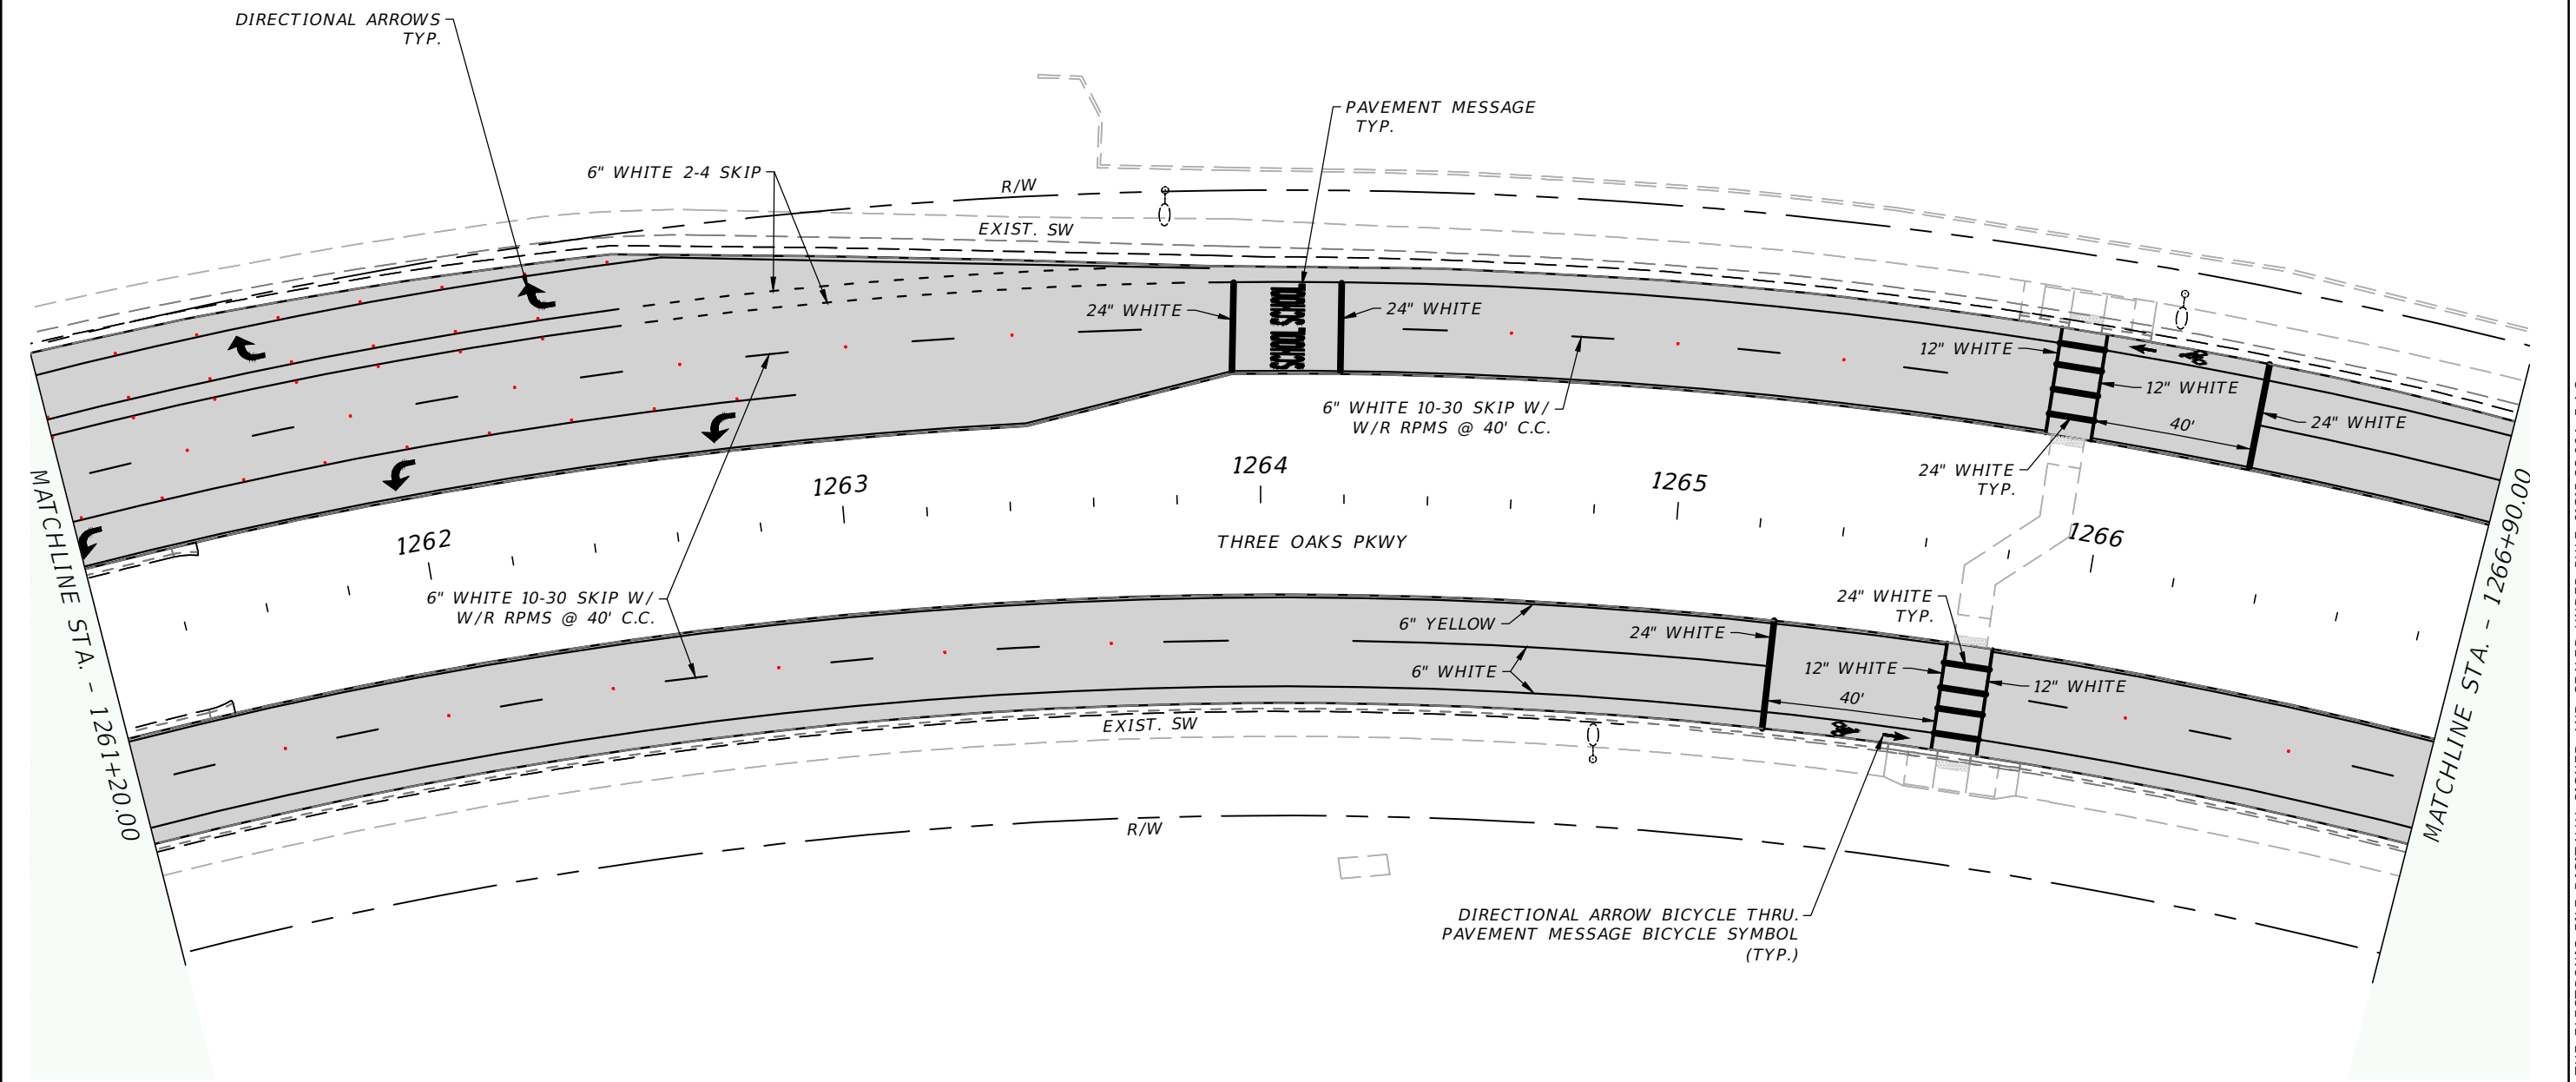 DIRECTIONAL ARROWS
TYP.
PAVEMENT MESSAGE
TYP.
6" WHITE 2-4 SKIP
R/W
EXIST. SW
24" WHITE
SCHOOL SCHOOL
24" WHITE
12" WHITE
12" WHITE
24" WHITE
40'
6" WHITE 10-30 SKIP W/
W/R RPMS @ 40' C.C.
24" WHITE
TYP.
1262
1263
1264
1265
1266
THREE OAKS PKWY
MATCHLINE STA. - 1261+20.00
MATCHLINE STA. - 1266+90.00
6" WHITE 10-30 SKIP W/
W/R RPMS @ 40' C.C.
24" WHITE
TYP.
6" YELLOW
24" WHITE
6" WHITE
12" WHITE
12" WHITE
40'
EXIST. SW
R/W
DIRECTIONAL ARROW BICYCLE THRU.
PAVEMENT MESSAGE BICYCLE SYMBOL
(TYP.)